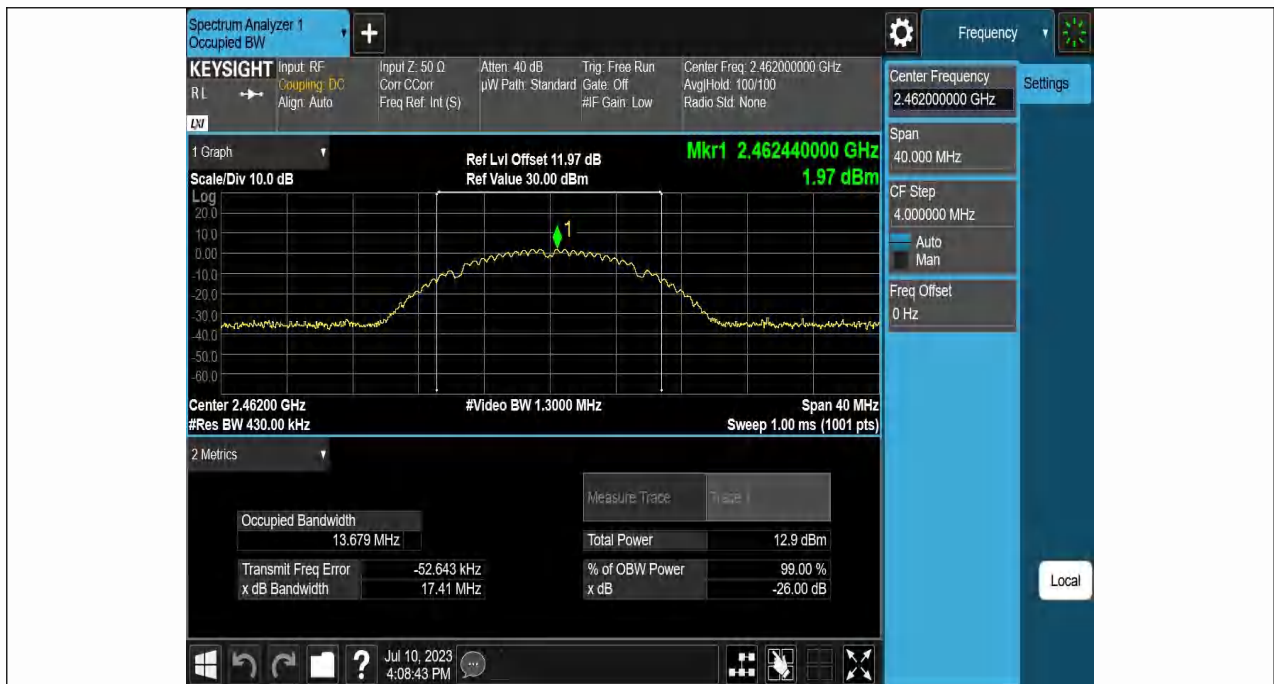 Spectrum Analyzer 1
Occupied BW
+
Frequency
KEYSIGHT
R L
LXI
Input: RF
Coupling: DC
Align: Auto
Input Z: 50 Ω
Corr CCorr
Freq Ref: Int (S)
Atten: 40 dB
µW Path: Standard
Trig: Free Run
Gate: Off
#IF Gain: Low
Center Freq: 2.462000000 GHz
Avg|Hold: 100/100
Radio Std: None
Center Frequency
2.462000000 GHz
Settings
Span
40.000 MHz
CF Step
4.000000 MHz
Auto
Man
Freq Offset
0 Hz
Local
1 Graph
Scale/Div 10.0 dB
Ref Lvl Offset 11.97 dB
Ref Value 30.00 dBm
Mkr1 2.462440000 GHz
1.97 dBm
Log
20.0
10.0
0.00
-10.0
-20.0
-30.0
-40.0
-50.0
-60.0
1
Center 2.46200 GHz
#Video BW 1.3000 MHz
Span 40 MHz
#Res BW 430.00 kHz
Sweep 1.00 ms (1001 pts)
2 Metrics
Measure Trace
Trace 1
Occupied Bandwidth
13.679 MHz
Total Power
12.9 dBm
Transmit Freq Error
-52.643 kHz
% of OBW Power
99.00 %
x dB Bandwidth
17.41 MHz
x dB
-26.00 dB
?
Jul 10, 2023
4:08:43 PM